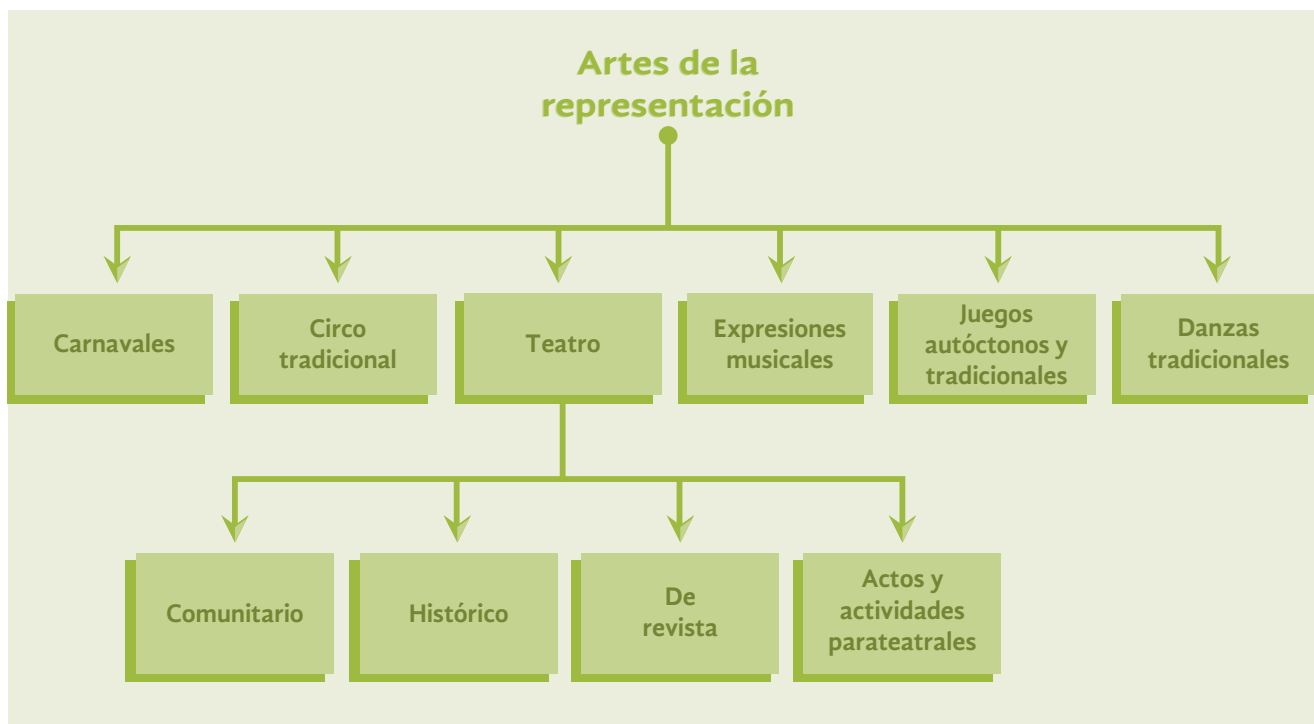 Artes de la
representación
Carnavales
Circo
tradicional
Teatro
Expresiones
musicales
Juegos
autóctonos y
tradicionales
Danzas
tradicionales
Comunitario
Histórico
De
revista
Actos y
actividades
parateatrales